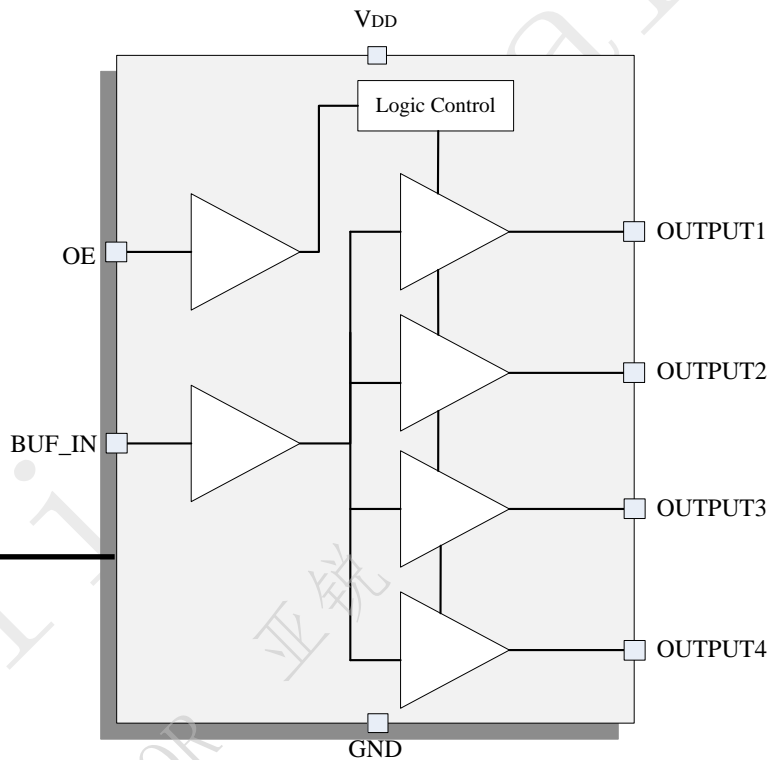 VDD
Logic Control
OE
OUTPUT1
OUTPUT2
BUF_IN
OUTPUT3
亚锐
OUTPUT4
GND